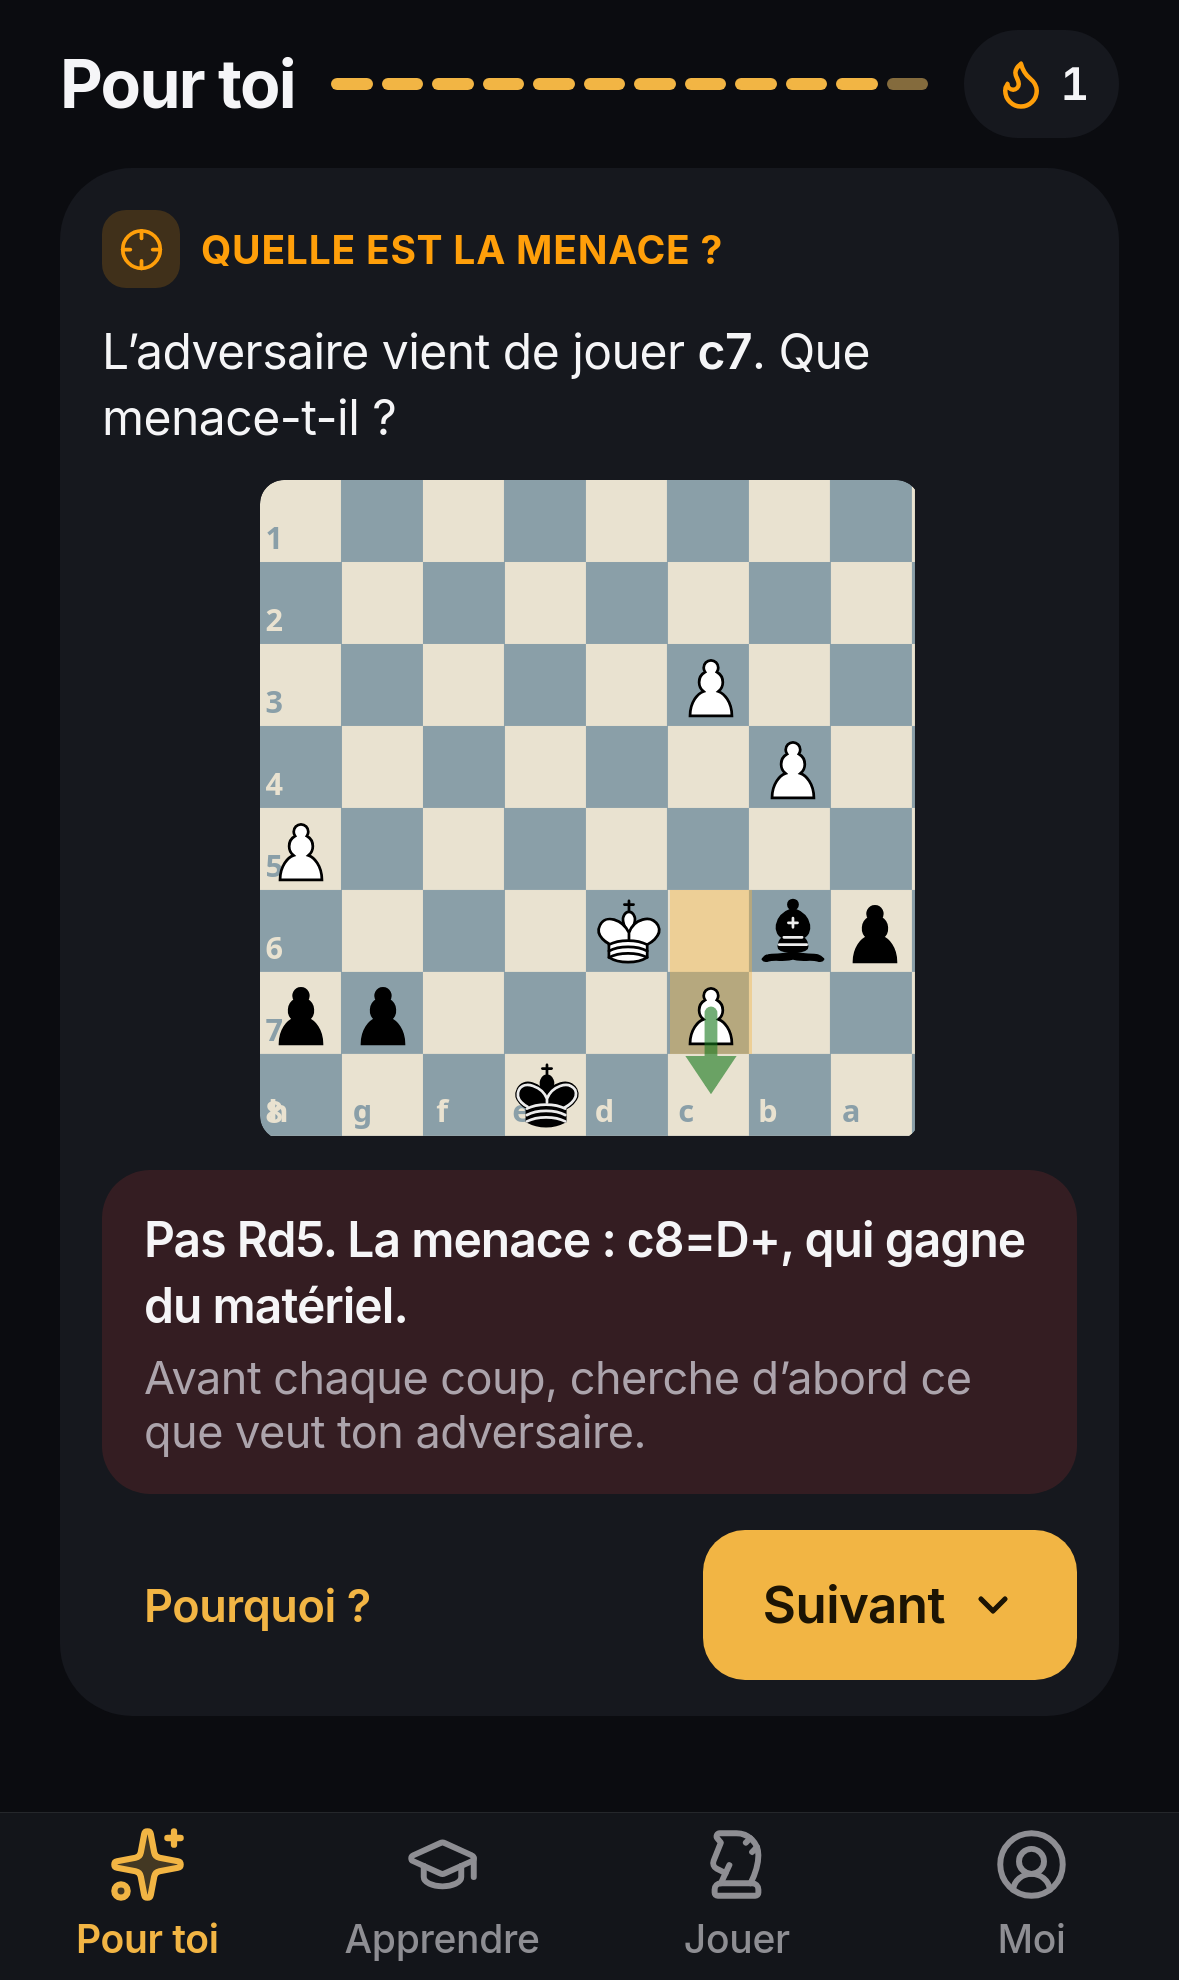 Pour toi
1
QUELLE EST LA MENACE ?
L’adversaire vient de jouer c7. Que
menace-t-il ?
1
2
3
4
5
6
7
8
h g f e d c b a
Pas Rd5. La menace : c8=D+, qui gagne
du matériel.
Avant chaque coup, cherche d’abord ce
que veut ton adversaire.
Pourquoi ?
Suivant
Pour toi Apprendre Jouer Moi